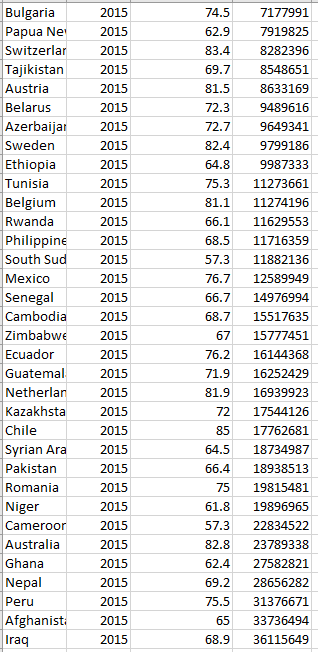 Bulgaria 2015 74.5 7177991
Papua Nev 2015 62.9 7919825
Switzerlar 2015 83.4 8282396
Tajikistan 2015 69.7 8548651
Austria 2015 81.5 8633169
Belarus 2015 72.3 9489616
Azerbaijar 2015 72.7 9649341
Sweden 2015 82.4 9799186
Ethiopia 2015 64.8 9987333
Tunisia 2015 75.3 11273661
Belgium 2015 81.1 11274196
Rwanda 2015 66.1 11629553
Philippine 2015 68.5 11716359
South Sud 2015 57.3 11882136
Mexico 2015 76.7 12589949
Senegal 2015 66.7 14976994
Cambodia 2015 68.7 15517635
Zimbabwe 2015 67 15777451
Ecuador 2015 76.2 16144368
Guatemal 2015 71.9 16252429
Netherlan 2015 81.9 16939923
Kazakhsta 2015 72 17544126
Chile 2015 85 17762681
Syrian Ara 2015 64.5 18734987
Pakistan 2015 66.4 18938513
Romania 2015 75 19815481
Niger 2015 61.8 19896965
Cameroor 2015 57.3 22834522
Australia 2015 82.8 23789338
Ghana 2015 62.4 27582821
Nepal 2015 69.2 28656282
Peru 2015 75.5 31376671
Afghanista 2015 65 33736494
Iraq 2015 68.9 36115649